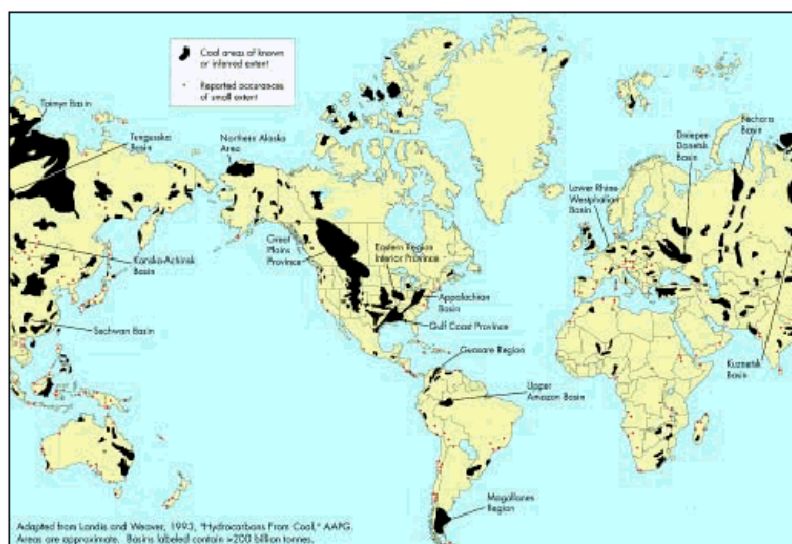 Coal areas of known
or inferred extent
Reported occurances
of small extent
Taimyr Basin
Tunguska
Basin
Northern Alaska
Area
Pechora
Basin
Dnieper-
Donetsk
Basin
Lower Rhine
Westphalian
Basin
Great
Plains
Province
Eastern Region
Interior Province
Kansko-Achinsk
Basin
Appalachian
Basin
Sechwan Basin
Gulf Coast Province
Guasare Region
Kuznetsk
Basin
Upper
Amazon Basin
Magallanes
Region
Adapted from Landis and Weaver, 1993, "Hydrocarbons From Coal," AAPG.
Areas are approximate. Basins labeled contain >200 billion tonnes.